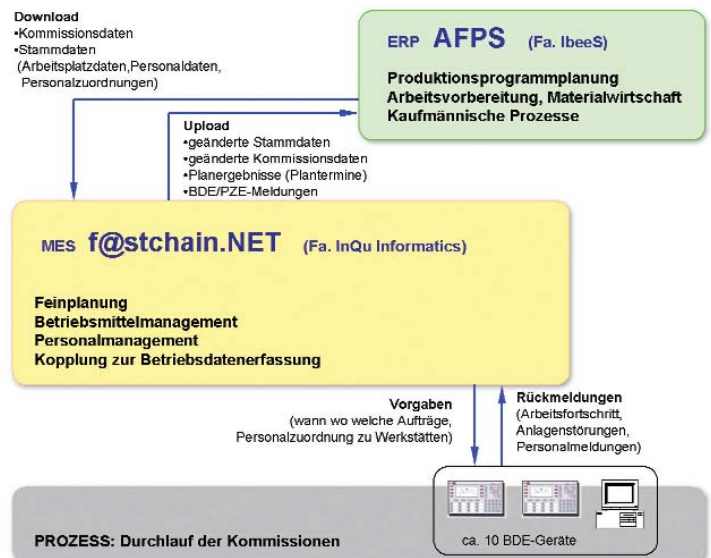 Download
•Kommissionsdaten
•Stammdaten
(Arbeitsplatzdaten,Personaldaten,
Personalzuordnungen)
ERP AFPS (Fa. IbeeS)
Produktionsprogrammplanung
Arbeitsvorbereitung, Materialwirtschaft
Kaufmännische Prozesse
Upload
•geänderte Stammdaten
•geänderte Kommissionsdaten
•Planergebnisse (Plantermine)
•BDE/PZE-Meldungen
MES f@stchain.NET (Fa. InQu Informatics)
Feinplanung
Betriebsmittelmanagement
Personalmanagement
Kopplung zur Betriebsdatenerfassung
Vorgaben
(wann wo welche Aufträge,
Personalzuordnung zu Werkstätten)
Rückmeldungen
(Arbeitsfortschritt,
Anlagenstörungen,
Personalmeldungen)
ca. 10 BDE-Geräte
PROZESS: Durchlauf der Kommissionen